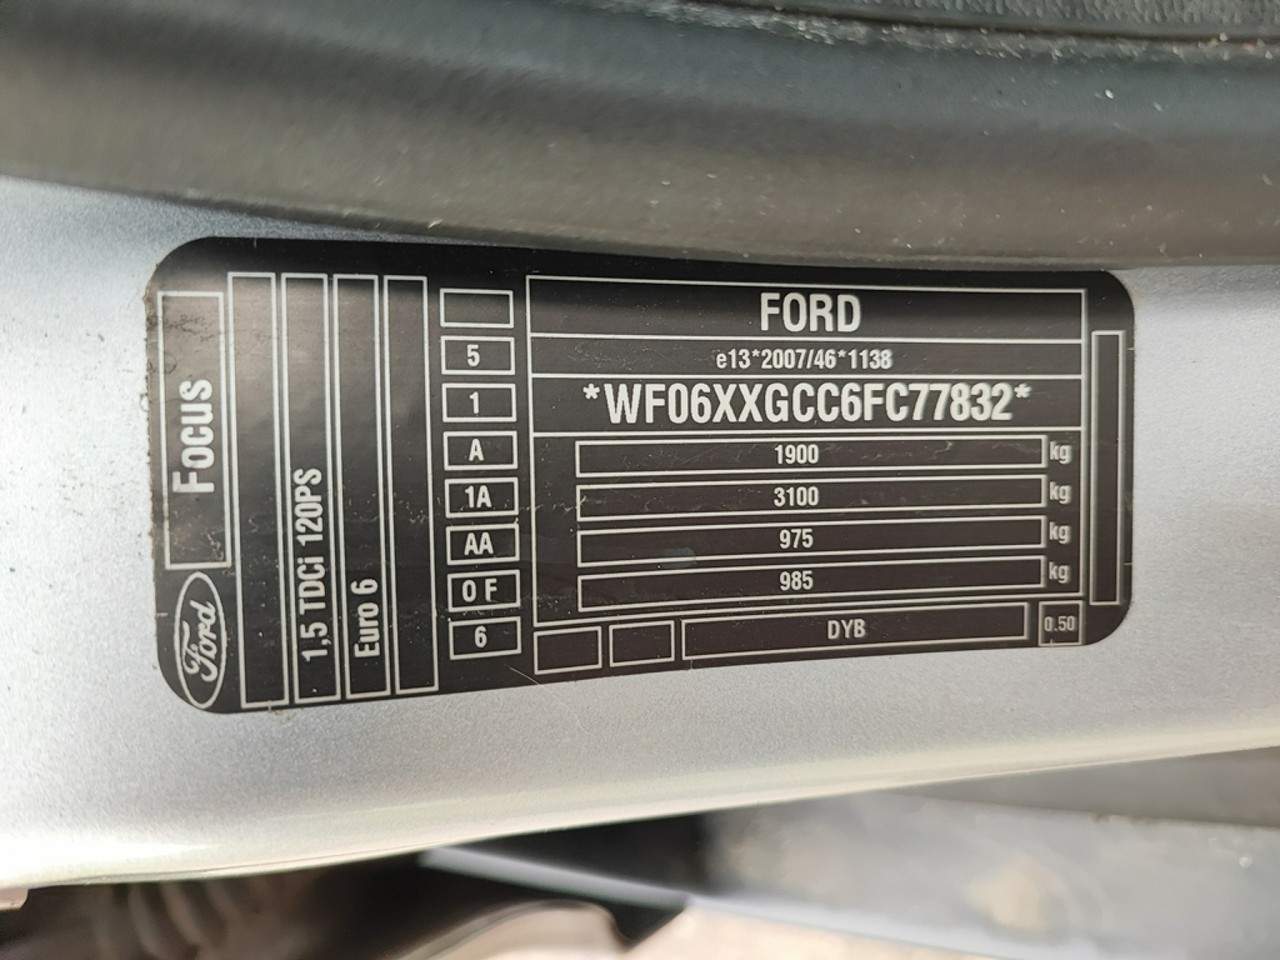 Focus
Ford
1,5 TDCi 120PS
Euro 6
5
1
A
1A
AA
0 F
6
FORD
e13*2007/46*1138
*WF06XXGCC6FC77832*
1900 kg
3100 kg
975 kg
985 kg
DYB
0.50